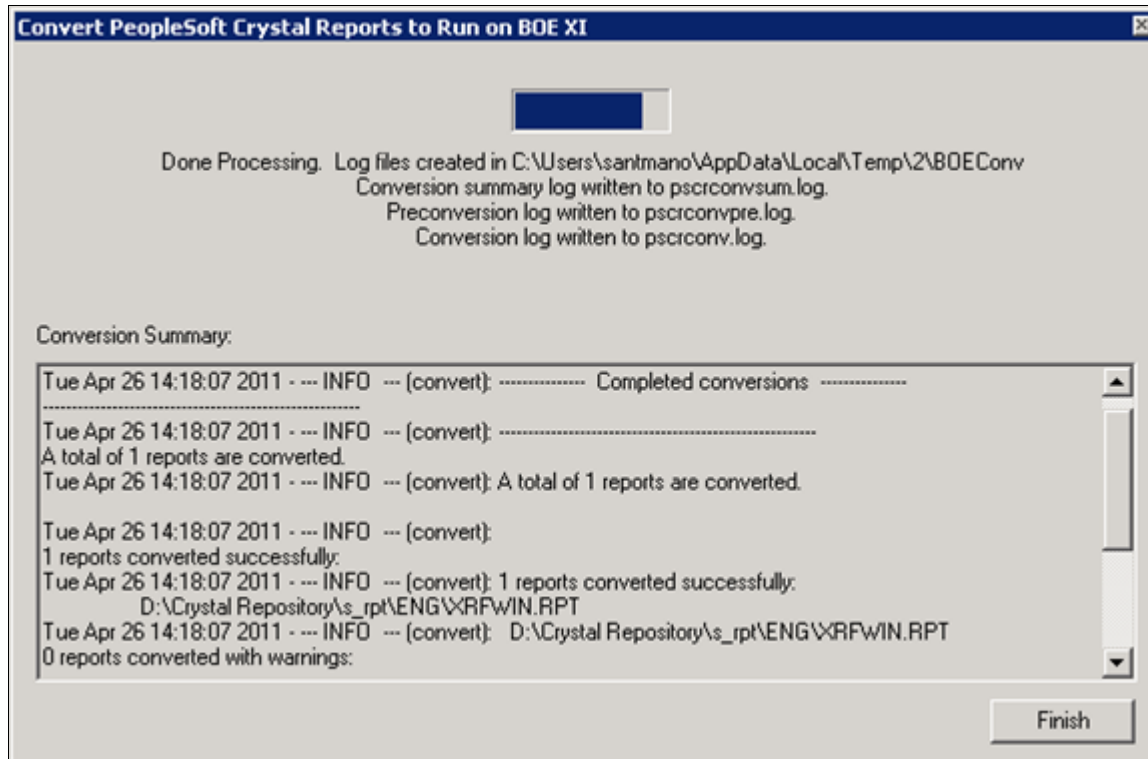 Convert PeopleSoft Crystal Reports to Run on BOE XI
Done Processing. Log files created in C:\Users\santmano\AppData\Local\Temp\2\BOEConv
Conversion summary log written to pscrconvsum.log.
Preconversion log written to pscrconvpre.log.
Conversion log written to pscrconv.log.
Conversion Summary:
Tue Apr 26 14:18:07 2011 - --- INFO --- (convert): --------------- Completed conversions ---------------
-------------------------------------------------------
Tue Apr 26 14:18:07 2011 - --- INFO --- (convert): -------------------------------------------------------
A total of 1 reports are converted.
Tue Apr 26 14:18:07 2011 - --- INFO --- (convert): A total of 1 reports are converted.
Tue Apr 26 14:18:07 2011 - --- INFO --- (convert):
1 reports converted successfully:
Tue Apr 26 14:18:07 2011 - --- INFO --- (convert): 1 reports converted successfully:
D:\Crystal Repository\s_rpt\ENG\XRFWIN.RPT
Tue Apr 26 14:18:07 2011 - --- INFO --- (convert): D:\Crystal Repository\s_rpt\ENG\XRFWIN.RPT
0 reports converted with warnings:
Finish